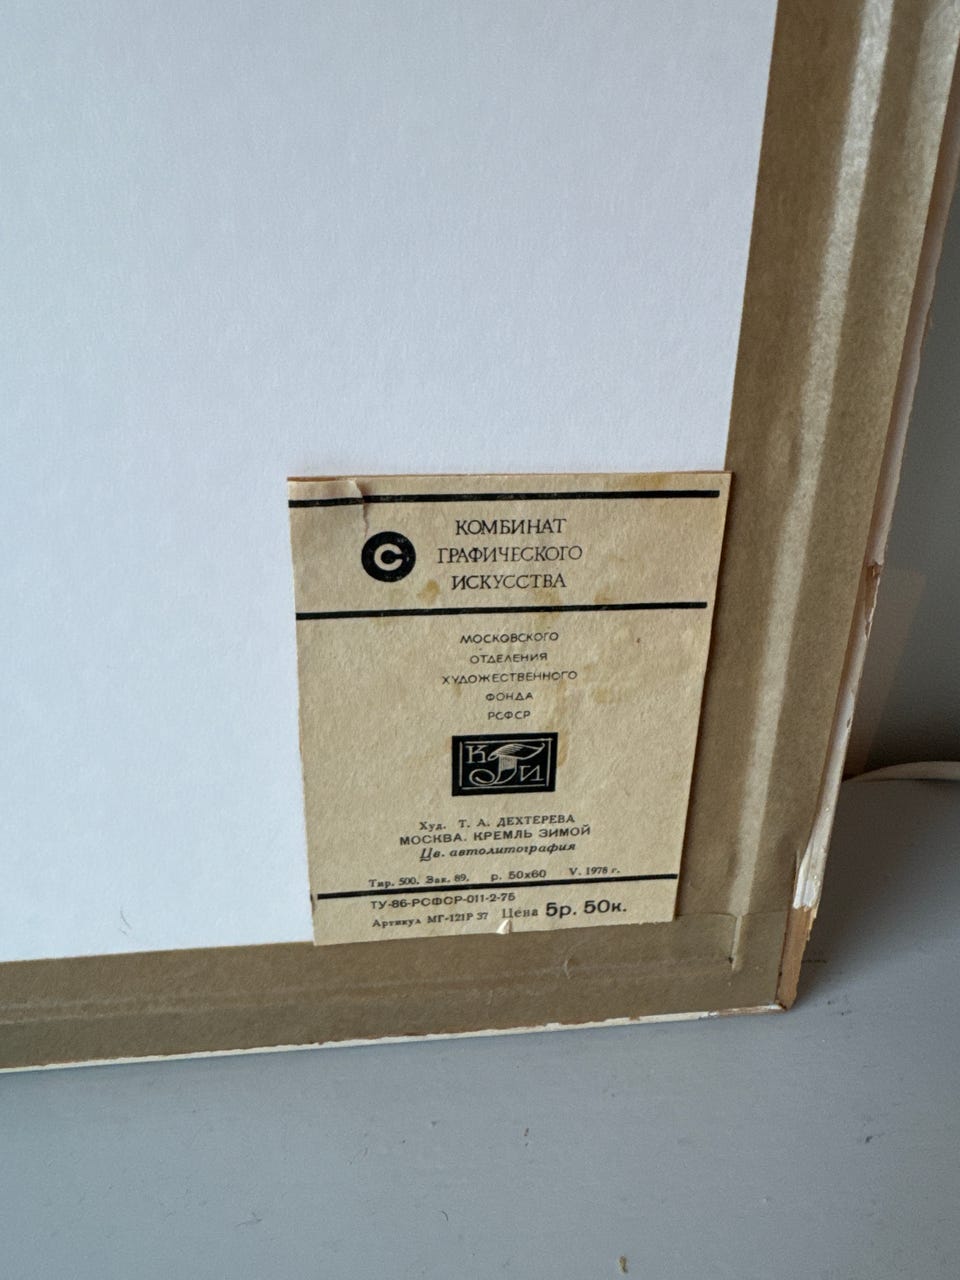 С
КОМБИНАТ
ГРАФИЧЕСКОГО
ИСКУССТВА
МОСКОВСКОГО
ОТДЕЛЕНИЯ
ХУДОЖЕСТВЕННОГО
ФОНДА
РСФСР
КГИ
Худ. Т. А. ДЕХТЕРЕВА
МОСКВА. КРЕМЛЬ ЗИМОЙ
Цв. автолитография
Тир. 500. Зак. 89. р. 50х60 V. 1978 г.
ТУ-86-РСФСР-011-2-75
Артикул МГ-121Р 37 Цена 5р. 50к.